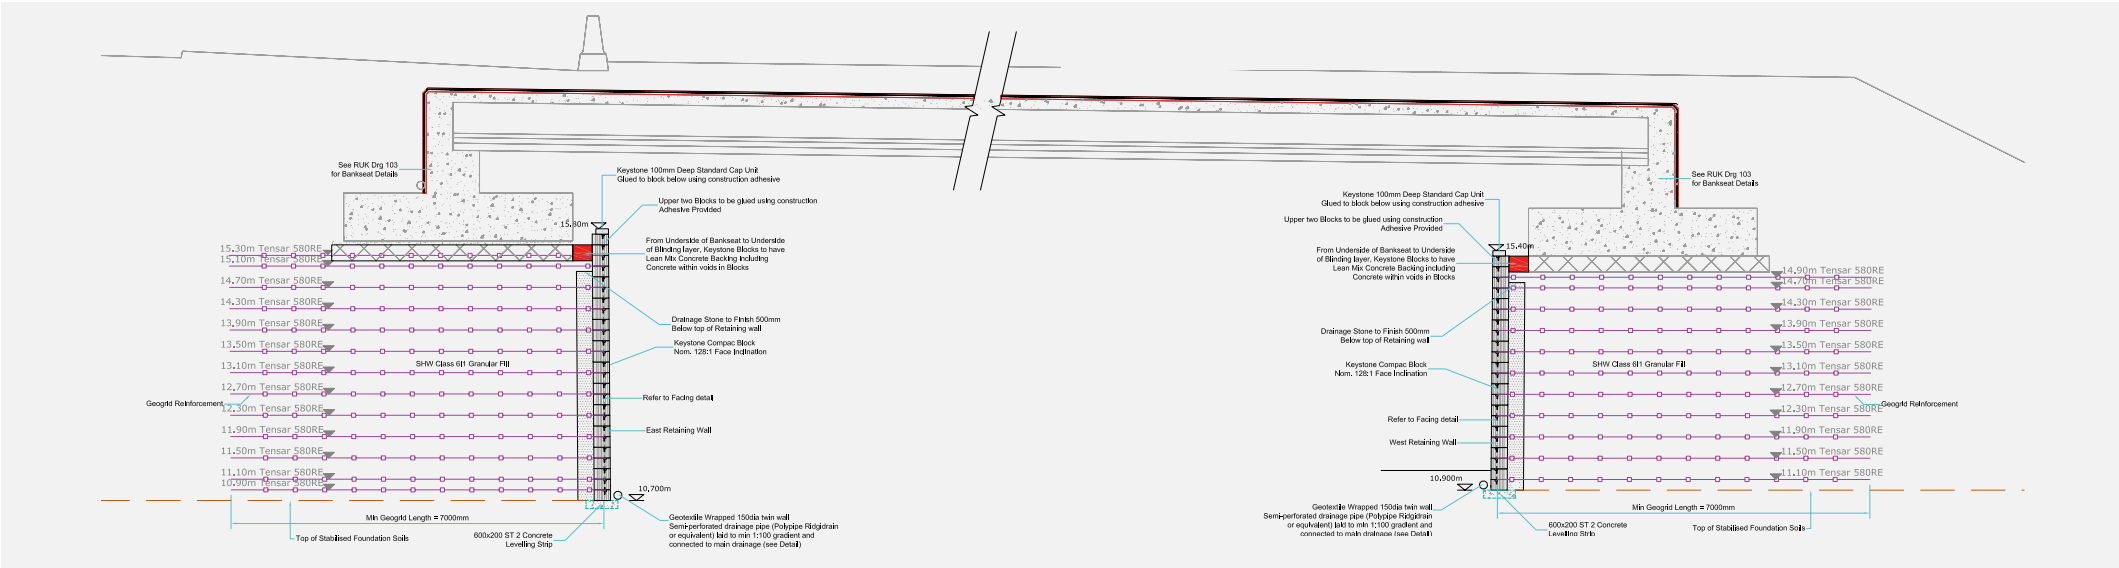 See RUK Drg 103
for Bankseat Details
Keystone 100mm Deep Standard Cap Unit
Glued to block below using construction adhesive
Upper two Blocks to be glued using construction
Adhesive Provided
From Underside of Bankseat to Underside
of Blinding layer, Keystone Blocks to have
Lean Mix Concrete Backing including
Concrete within voids in Blocks
15.30m Tensar 580RE
15.10m Tensar 580RE
14.70m Tensar 580RE
14.30m Tensar 580RE
13.90m Tensar 580RE
13.50m Tensar 580RE
13.10m Tensar 580RE
12.70m Tensar 580RE
12.30m Tensar 580RE
11.90m Tensar 580RE
11.50m Tensar 580RE
11.10m Tensar 580RE
10.90m Tensar 580RE
SHW Class 6I1 Granular Fill
Geogrid Reinforcement
Drainage Stone to Finish 500mm
Below top of Retaining wall
Keystone Compac Block
Nom. 128:1 Face Inclination
Refer to Facing detail
East Retaining Wall
10.700m
Min Geogrid Length = 7000mm
Top of Stabilised Foundation Soils
600x200 ST 2 Concrete
Levelling Strip
Geotextile Wrapped 150dia twin wall
Semi-perforated drainage pipe (Polypipe Ridgidrain
or equivalent) laid to min 1:100 gradient and
connected to main drainage (see Detail)
Keystone 100mm Deep Standard Cap Unit
Glued to block below using construction adhesive
Upper two Blocks to be glued using construction
Adhesive Provided
15.40m
From Underside of Bankseat to Underside
of Blinding layer, Keystone Blocks to have
Lean Mix Concrete Backing including
Concrete within voids in Blocks
Drainage Stone to Finish 500mm
Below top of Retaining wall
Keystone Compac Block
Nom. 128:1 Face Inclination
Refer to Facing detail
West Retaining Wall
10.900m
Geotextile Wrapped 150dia twin wall
Semi-perforated drainage pipe (Polypipe Ridgidrain
or equivalent) laid to min 1:100 gradient and
connected to main drainage (see Detail)
See RUK Drg 103
for Bankseat Details
14.90m Tensar 580RE
14.70m Tensar 580RE
14.30m Tensar 580RE
13.90m Tensar 580RE
13.50m Tensar 580RE
13.10m Tensar 580RE
12.70m Tensar 580RE
12.30m Tensar 580RE
11.90m Tensar 580RE
11.50m Tensar 580RE
11.10m Tensar 580RE
SHW Class 6I1 Granular Fill
Geogrid Reinforcement
Min Geogrid Length = 7000mm
600x200 ST 2 Concrete
Levelling Strip
Top of Stabilised Foundation Soils